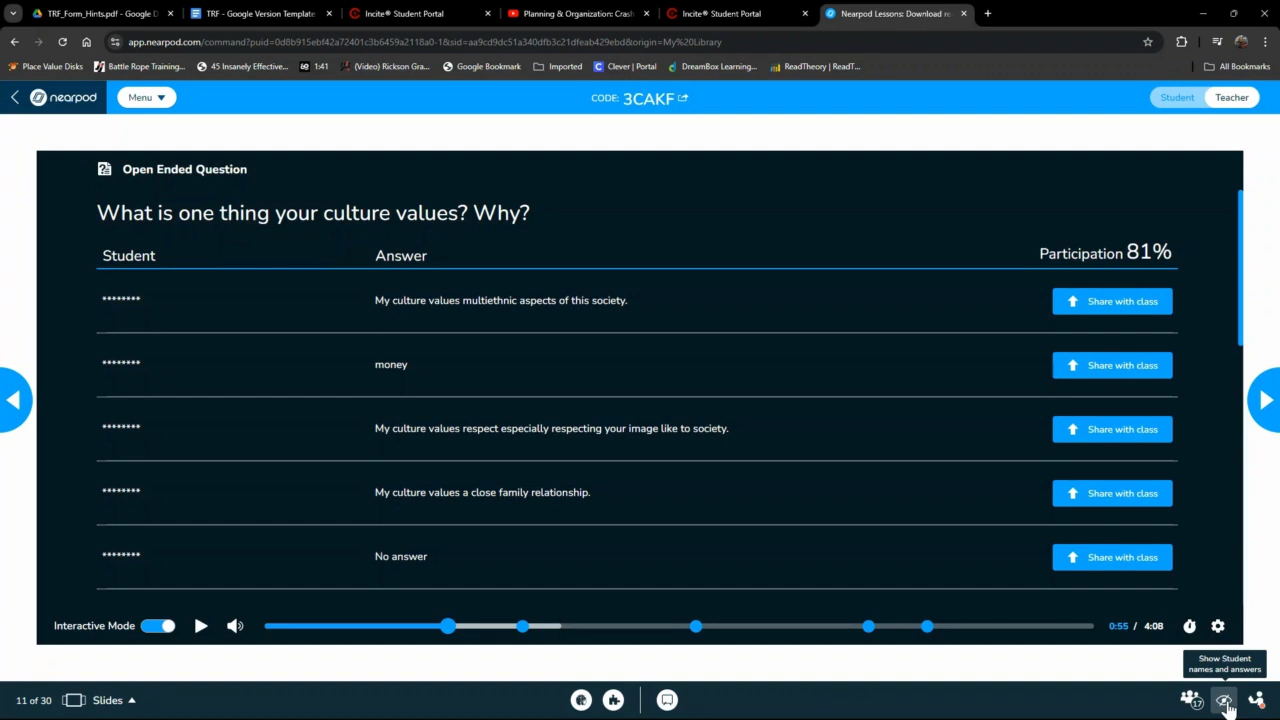 TRF_Form_Hints.pdf - Google D
TRF - Google Version Template
Incite® Student Portal
Planning & Organization: Crash
Incite® Student Portal
Nearpod Lessons: Download re
app.nearpod.com/command?puid=0d8b915ebf42a72401c3b6459a2118a0-1&sid=aa9cd9dc51a340dfb3c21dfeab429ebd&origin=My%20Library
Place Value Disks
Battle Rope Training...
45 Insanely Effective...
1:41
(Video) Rickson Gra...
Google Bookmark
Imported
Clever | Portal
DreamBox Learning...
ReadTheory | ReadT...
All Bookmarks
nearpod
Menu
CODE: 3CAKF
Student
Teacher
Open Ended Question
What is one thing your culture values? Why?
Student
Answer
Participation 81%
********
My culture values multiethnic aspects of this society.
Share with class
********
money
Share with class
********
My culture values respect especially respecting your image like to society.
Share with class
********
My culture values a close family relationship.
Share with class
********
No answer
Share with class
Interactive Mode
0:55 / 4:08
Show Student
names and answers
11 of 30
Slides
17